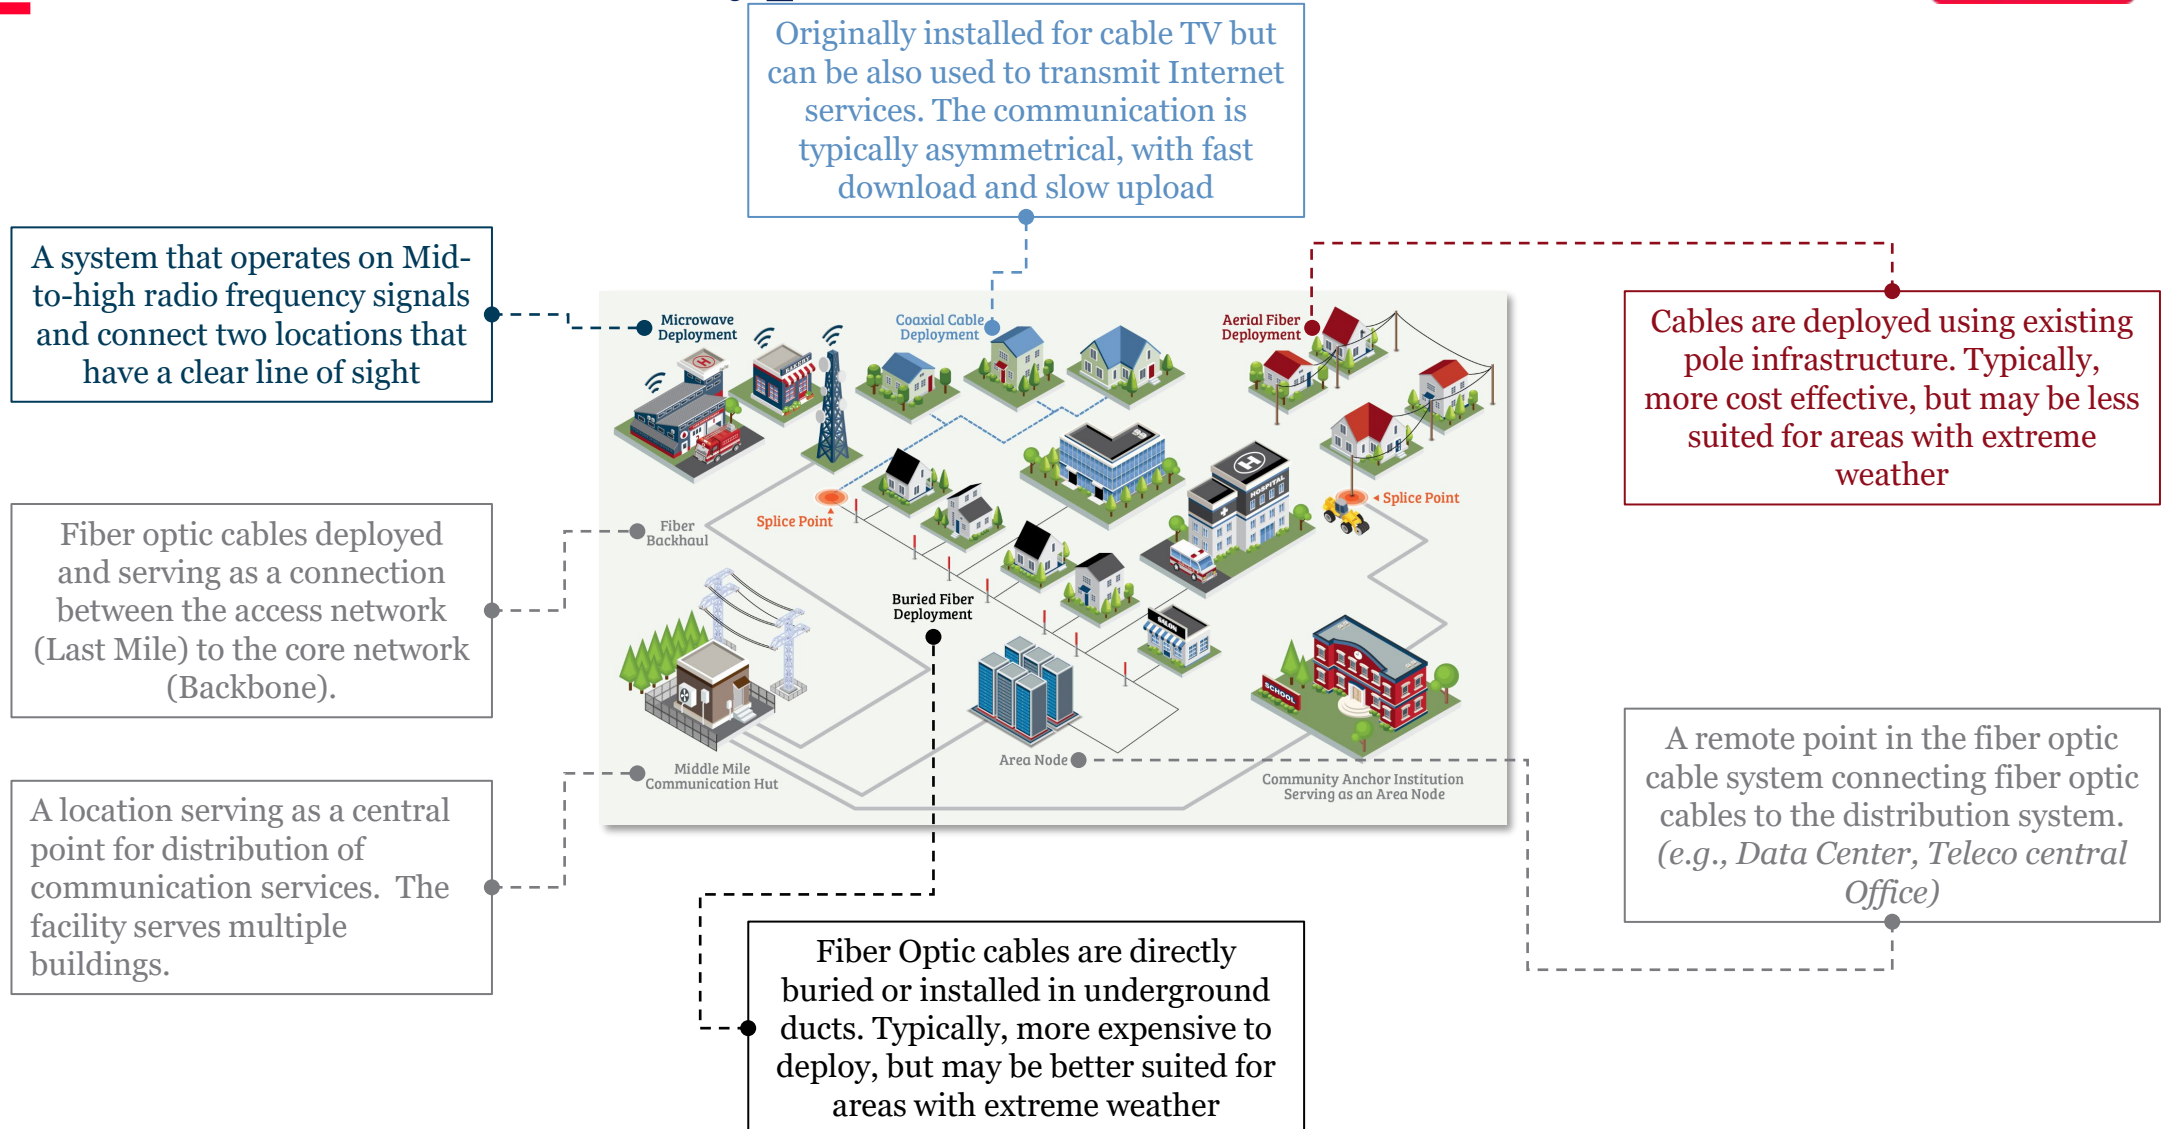 Originally installed for cable TV but
can be also used to transmit Internet
services. The communication is
typically asymmetrical, with fast
download and slow upload
A system that operates on Mid-
to-high radio frequency signals
and connect two locations that
have a clear line of sight
Cables are deployed using existing
pole infrastructure. Typically,
more cost effective, but may be less
suited for areas with extreme
weather
Microwave
Deployment
Coaxial Cable
Deployment
Aerial Fiber
Deployment
HOSPITAL
Splice Point
Splice Point
Fiber
Backhaul
Fiber optic cables deployed
and serving as a connection
between the access network
(Last Mile) to the core network
(Backbone).
Buried Fiber
Deployment
SALON
SCHOOL
Area Node
Middle Mile
Communication Hut
Community Anchor Institution
Serving as an Area Node
A location serving as a central
point for distribution of
communication services.  The
facility serves multiple
buildings.
A remote point in the fiber optic
cable system connecting fiber optic
cables to the distribution system.
(e.g., Data Center, Teleco central
Office)
Fiber Optic cables are directly
buried or installed in underground
ducts. Typically, more expensive to
deploy, but may be better suited for
areas with extreme weather